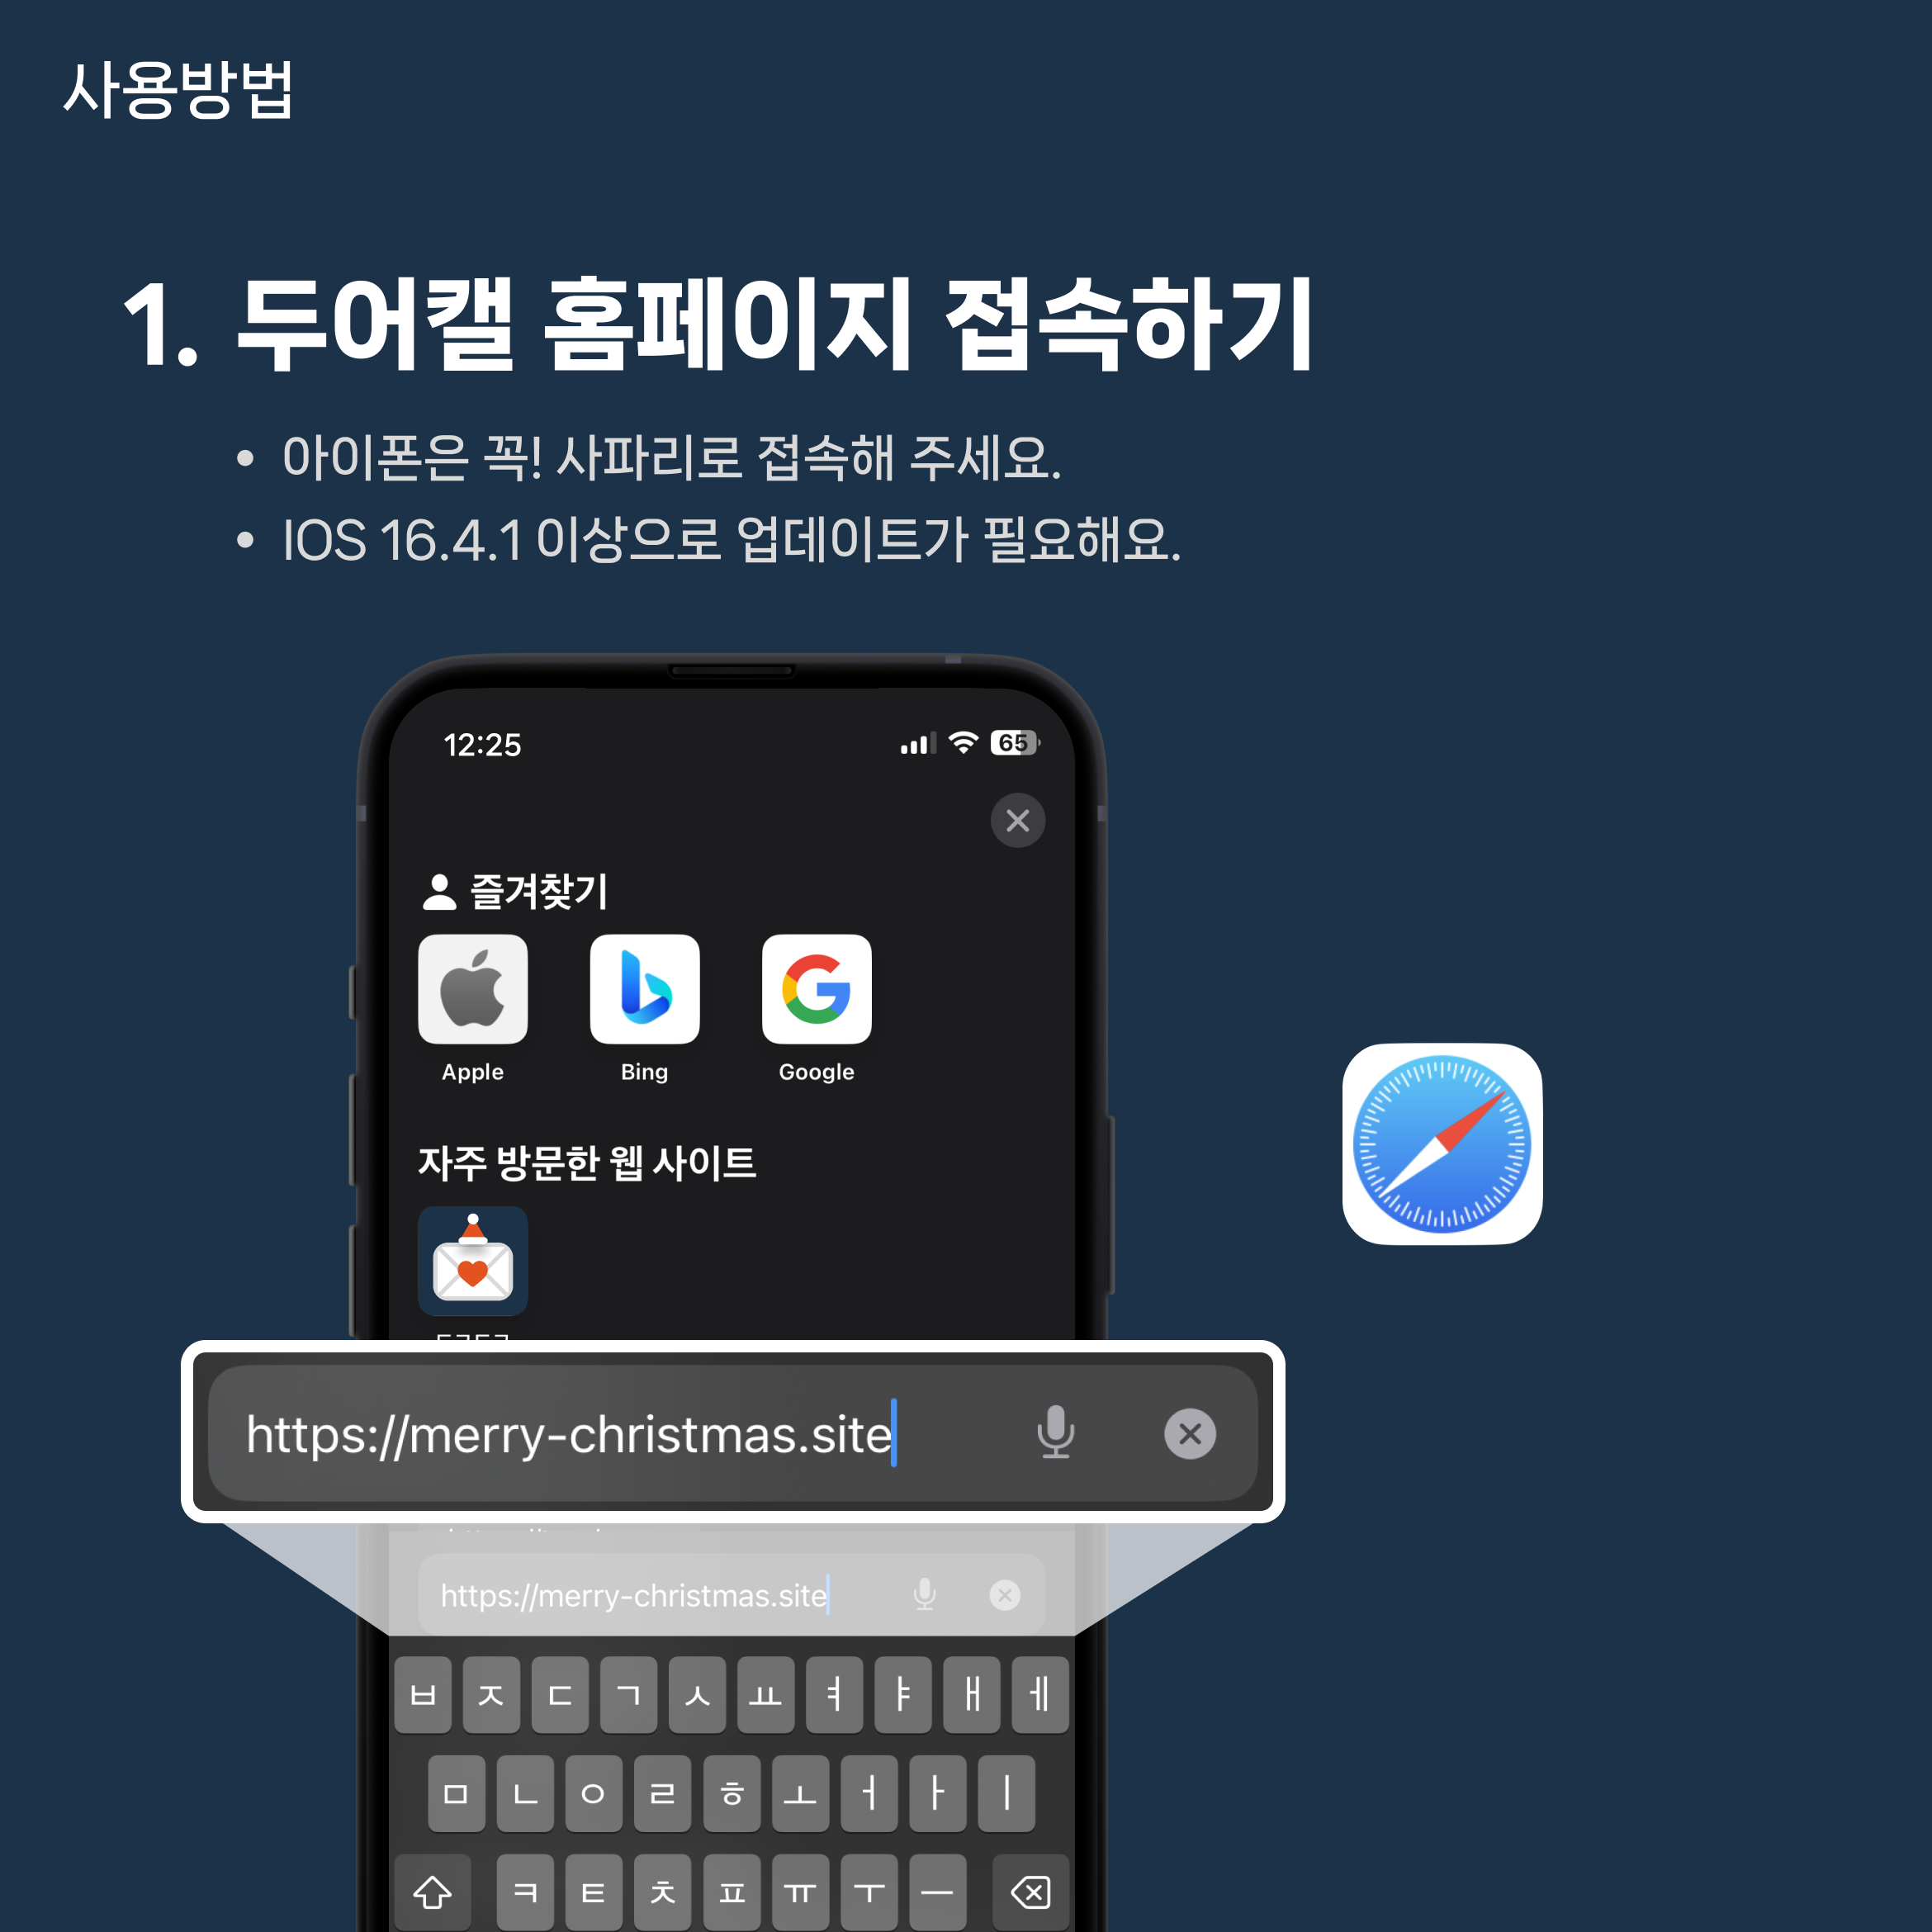 사용방법
1. 두어캘 홈페이지 접속하기
• 아이폰은 꼭! 사파리로 접속해 주세요.
• IOS 16.4.1 이상으로 업데이트가 필요해요.
12:25
65
즐겨찾기
Apple Bing Google
자주 방문한 웹 사이트
https://merry-christmas.site
https://merry-christmas.site
ㅂ ㅈ ㄷ ㄱ ㅅ ㅛ ㅕ ㅑ ㅐ ㅔ
ㅁ ㄴ ㅇ ㄹ ㅎ ㅗ ㅓ ㅏ ㅣ
ㅋ ㅌ ㅊ ㅍ ㅠ ㅜ ㅡ